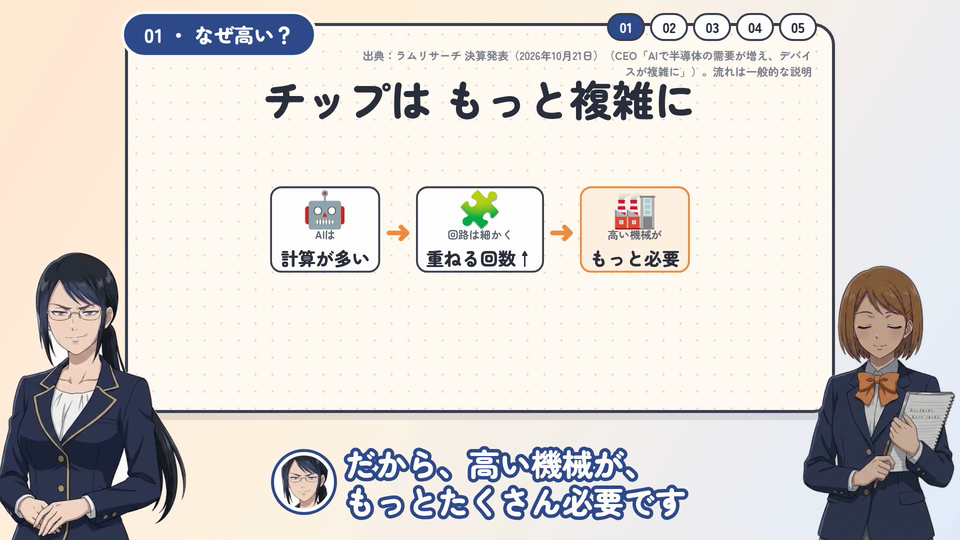 01 ・ なぜ高い？
01 02 03 04 05
出典：ラムリサーチ 決算発表（2026年10月21日）（CEO「AIで半導体の需要が増え、デバイ
スが複雑に」）。流れは一般的な説明
チップは もっと複雑に
AIは
計算が多い
回路は細かく
重ねる回数↑
高い機械が
もっと必要
だから、高い機械が、
もっとたくさん必要です